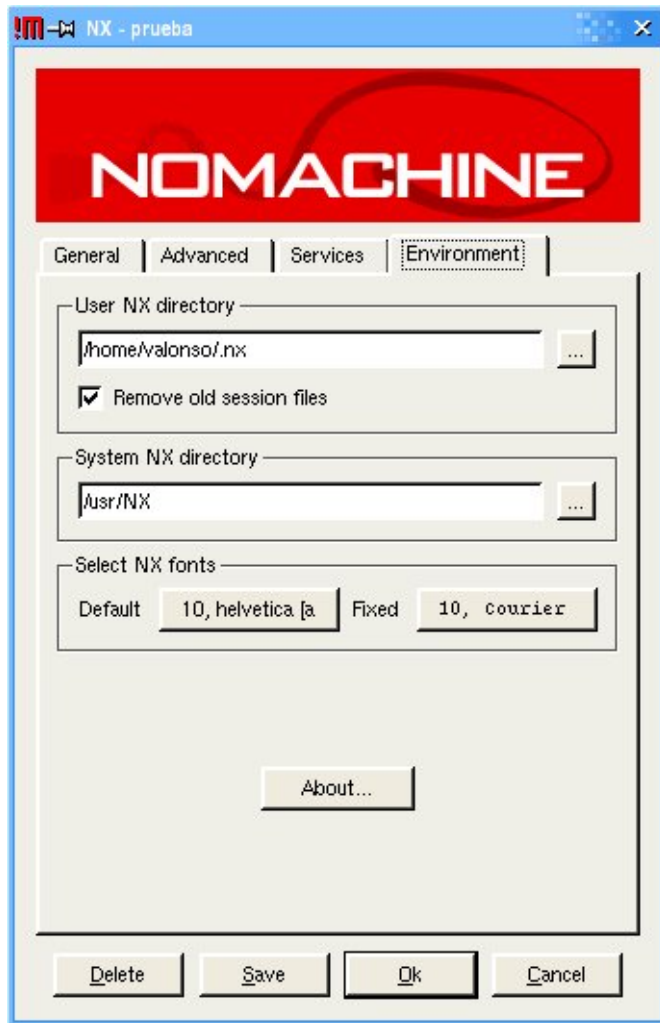 !M NX - prueba
NOMACHINE
General Advanced Services Environment
User NX directory
/home/valonso/.nx ...
Remove old session files
System NX directory
/usr/NX ...
Select NX fonts
Default 10, helvetica [a Fixed 10, Courier
About...
Delete Save Ok Cancel